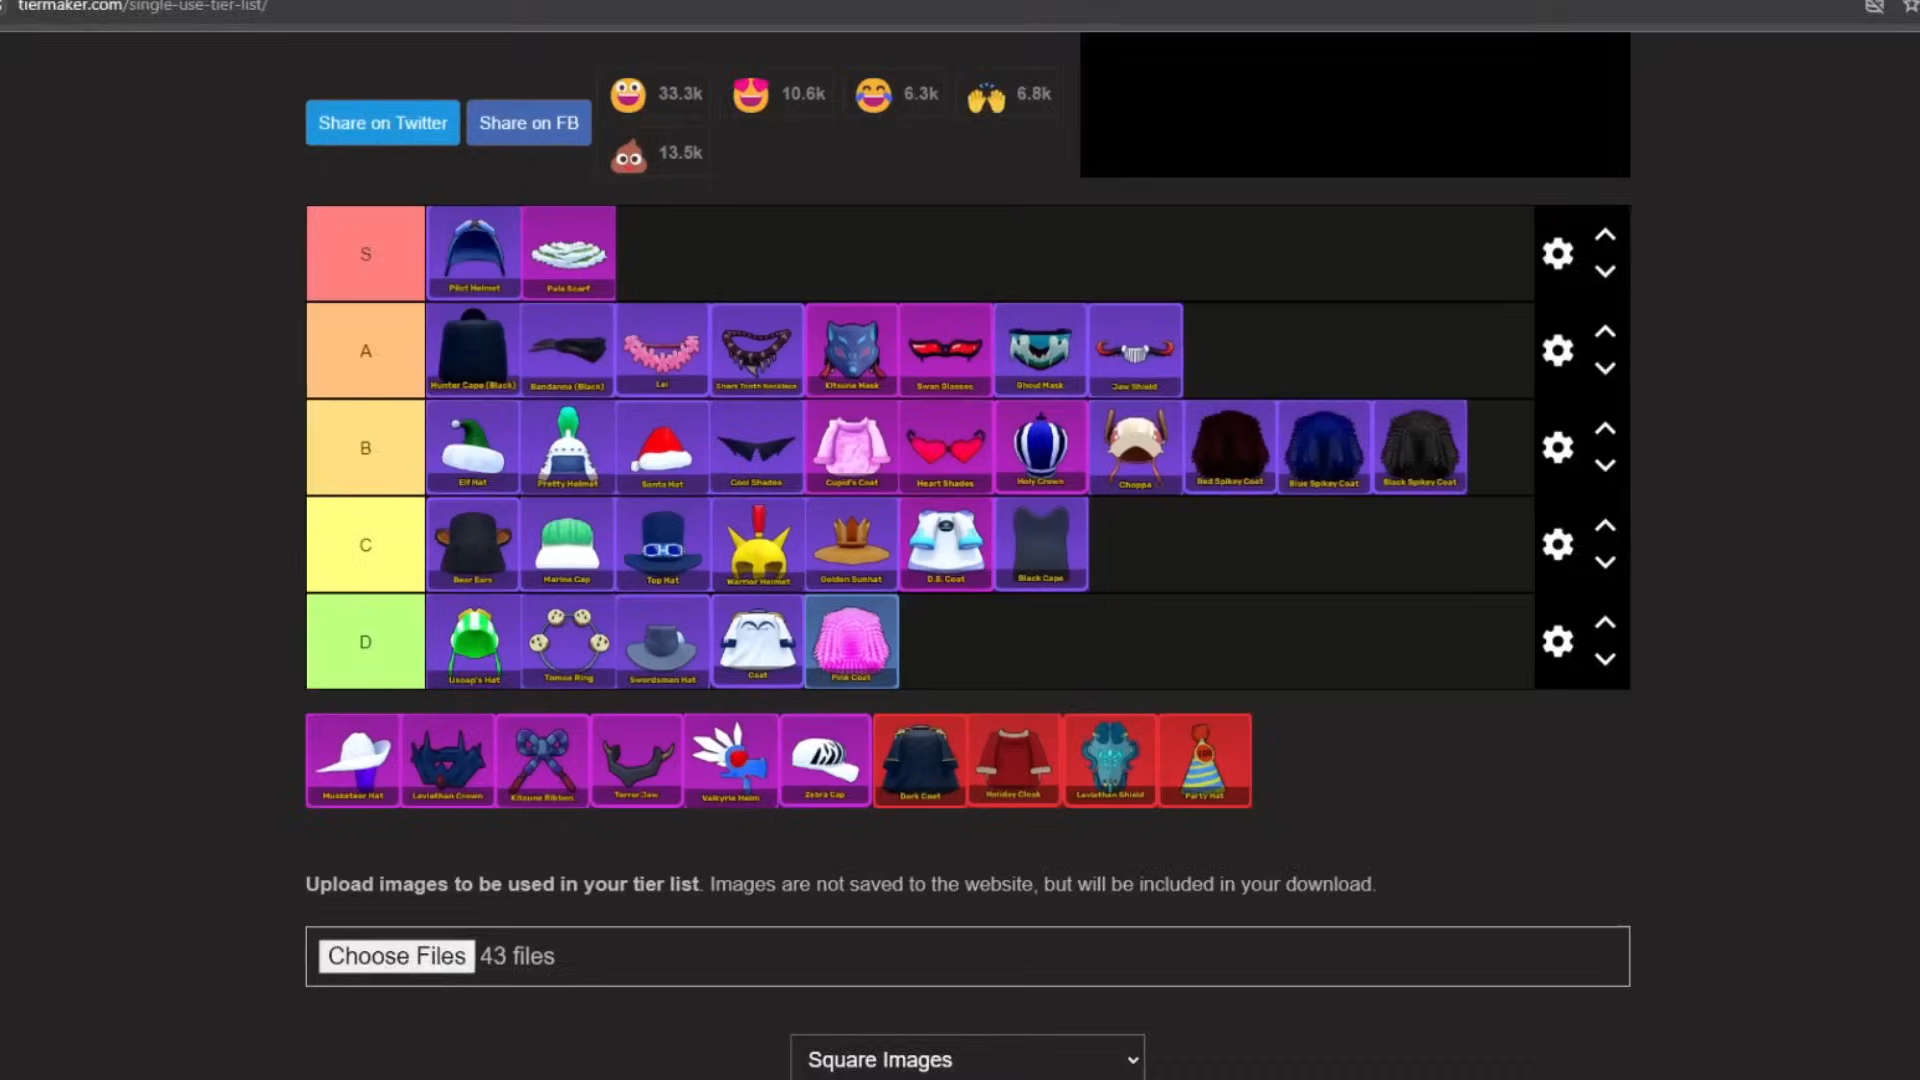 tiermaker.com/single-use-tier-list/
33.3k 10.6k 6.3k 6.8k
Share on Twitter Share on FB
13.5k
S
Pilot Helmet Pale Scarf
A
Hunter Cape (Black) Bandanna (Black) Lei Shark Tooth Necklace Kitsune Mask Swan Glasses Ghoul Mask Jaw Shield
B
Elf Hat Pretty Helmet Santa Hat Cool Shades Cupid's Coat Heart Shades Holy Crown Choppa Red Spikey Coat Blue Spikey Coat Black Spikey Coat
C
Bear Ears Marine Cap Top Hat Warrior Helmet Golden Sunhat D.S. Coat Black Cape
D
Usoap's Hat Tomoe Ring Swordsman Hat Coat Pink Coat
Musketeer Hat Leviathan Crown Kitsune Ribbon Terror Jaw Valkyrie Helm Zebra Cap Dark Coat Holiday Cloak Leviathan Shield Party Hat
Upload images to be used in your tier list. Images are not saved to the website, but will be included in your download.
Choose Files 43 files
Square Images